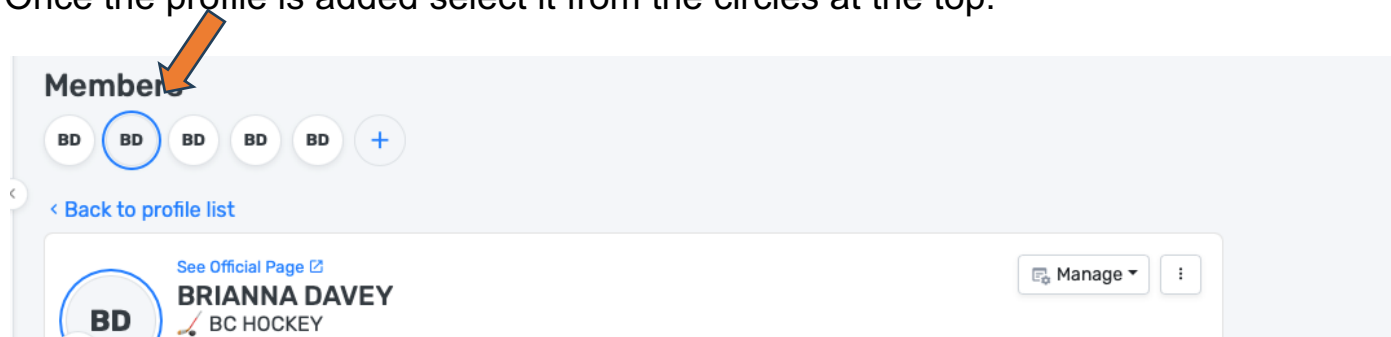 Once the profile is added select it from the circles at the top.
Members
BD BD BD BD BD +
< Back to profile list
See Official Page
BRIANNA DAVEY
BC HOCKEY
BD
Manage